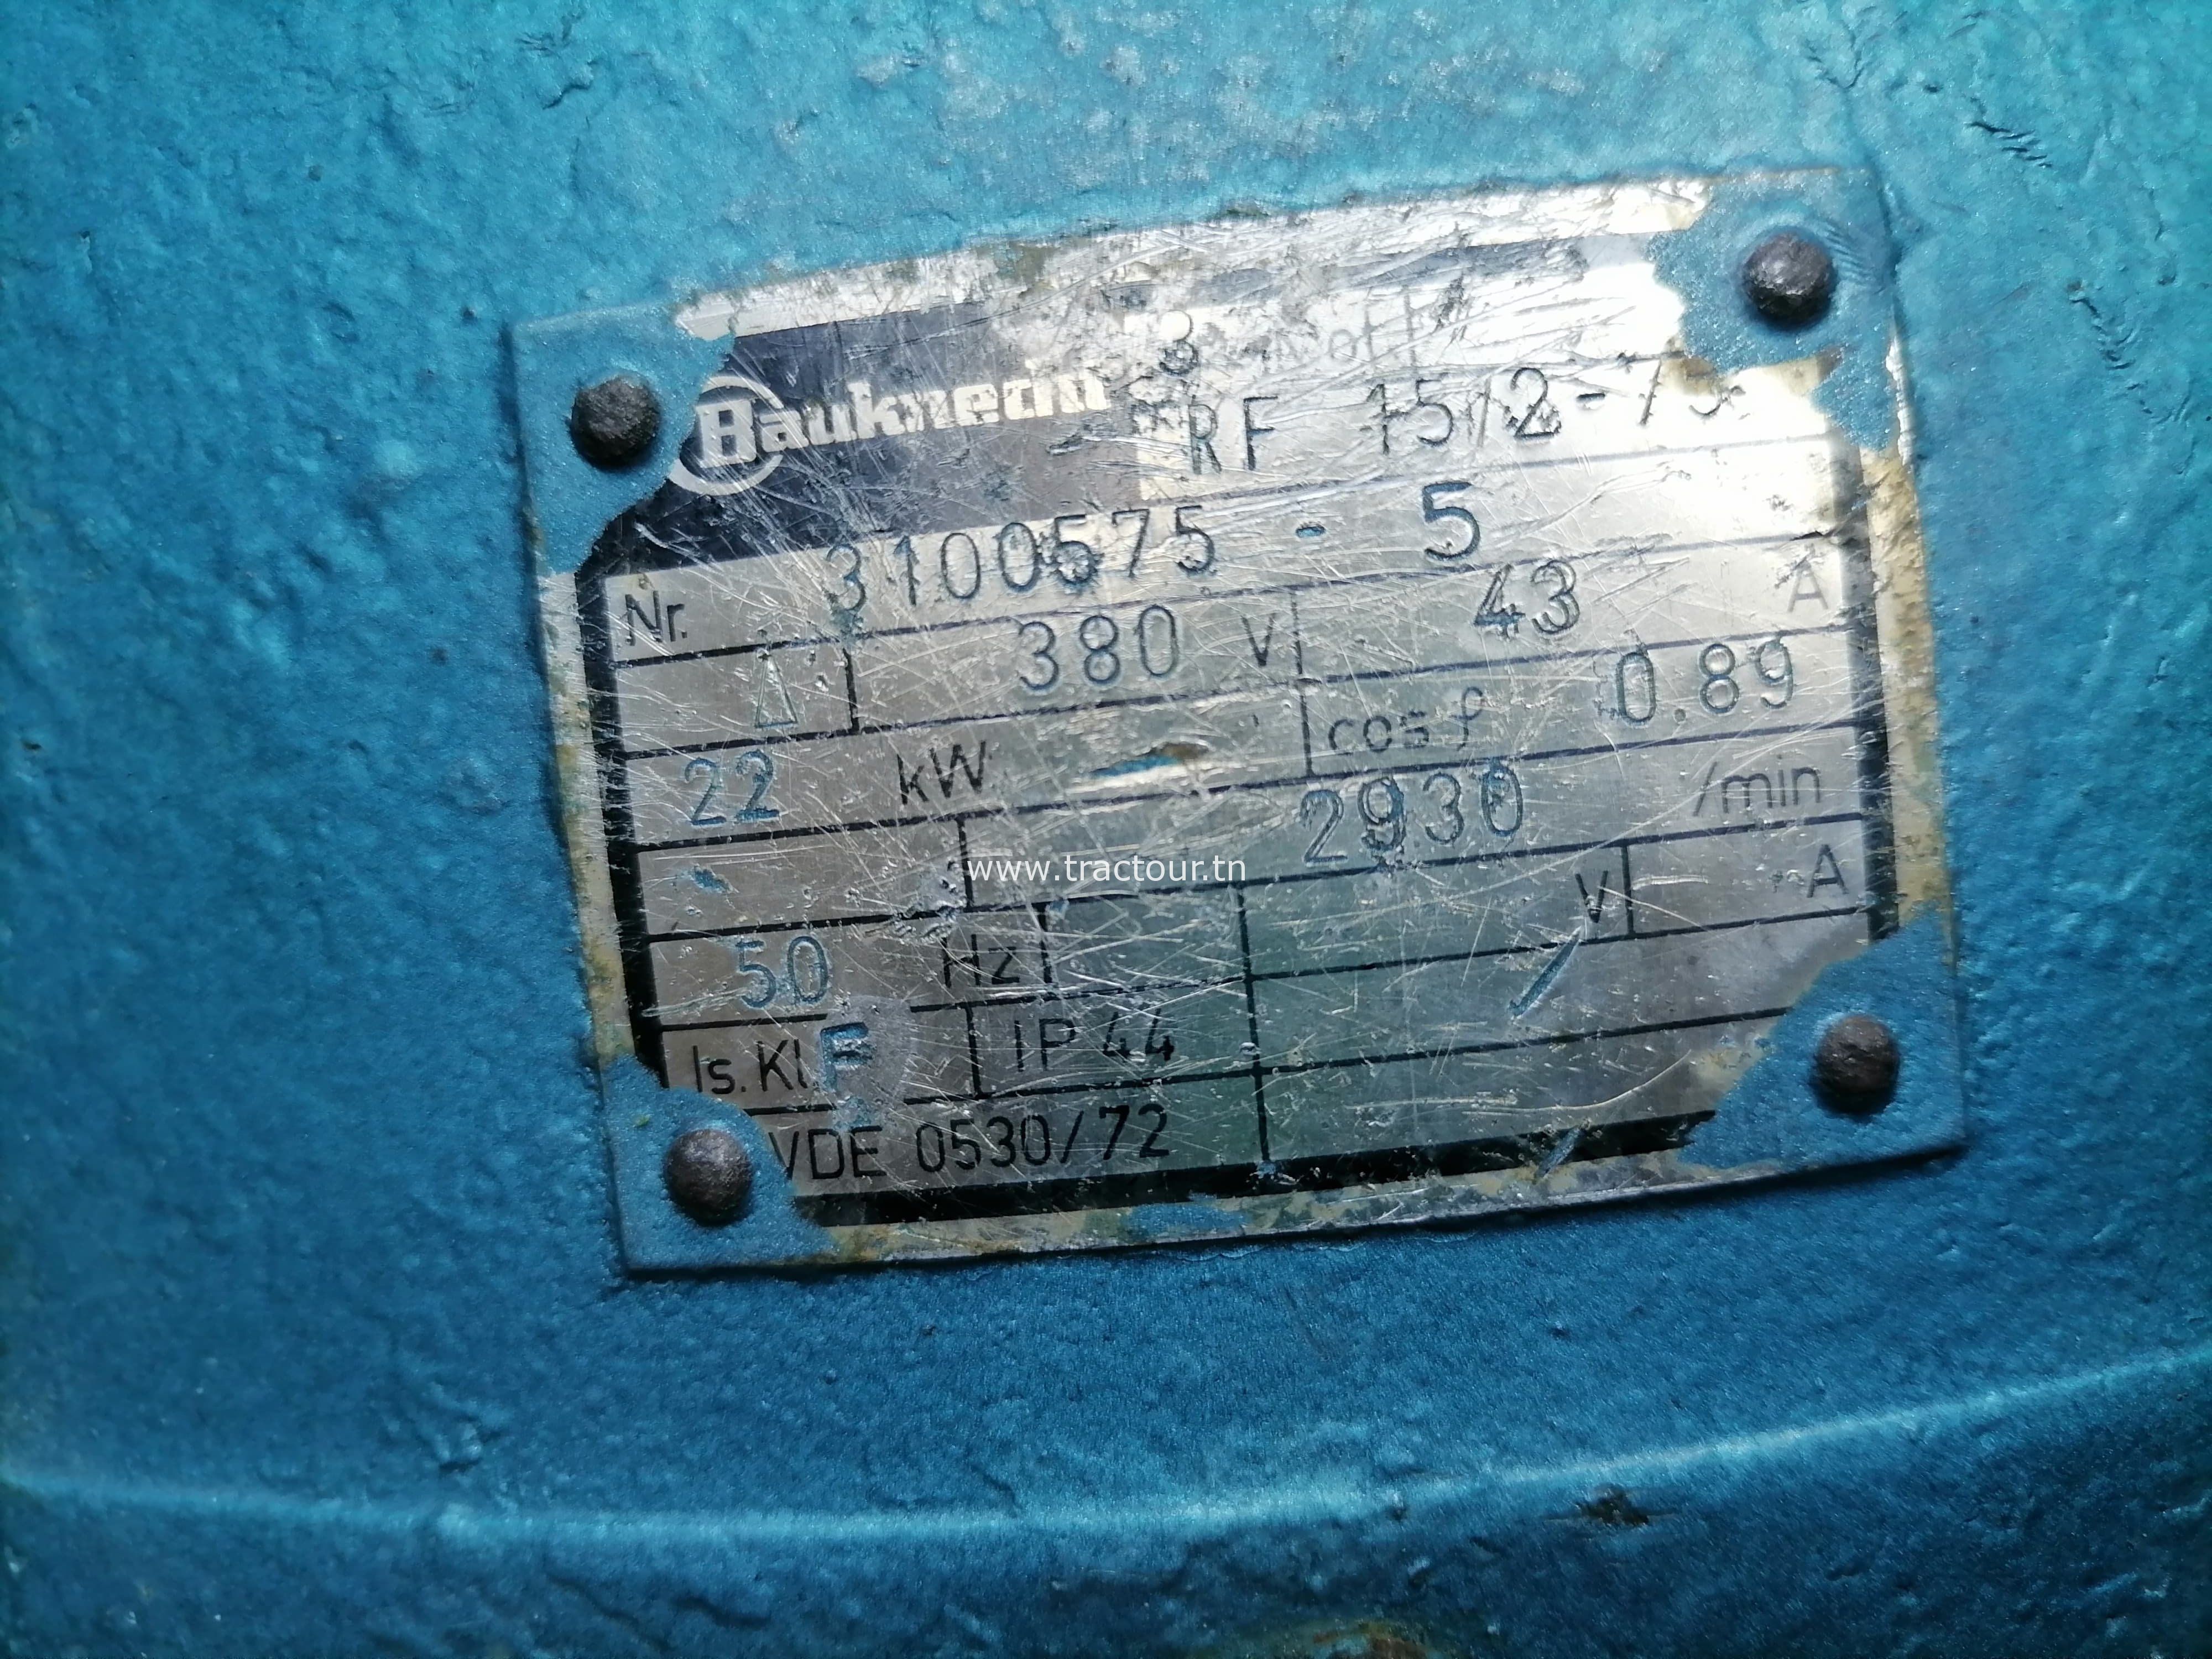 Bauknecht 3
RF 15/2-
Nr. 3100575 - 5
Δ 380 V 43 A
22 kW - cos φ 0.89
2930 /min
50 Hz V A
Is. Kl. F IP 44 /
VDE 0530/72
www.tractour.tn